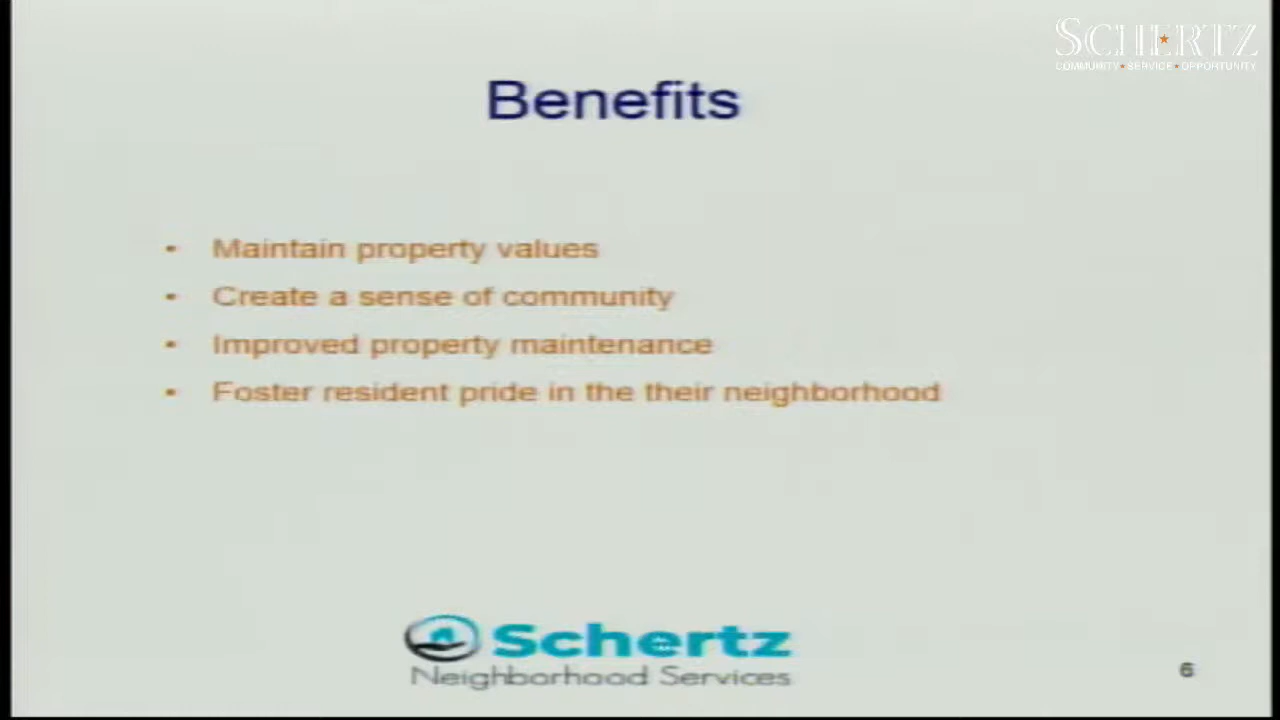 SCHERTZ
COMMUNITY★SERVICE★OPPORTUNITY
Benefits
• Maintain property values
• Create a sense of community
• Improved property maintenance
• Foster resident pride in the their neighborhood
Schertz
Neighborhood Services
6